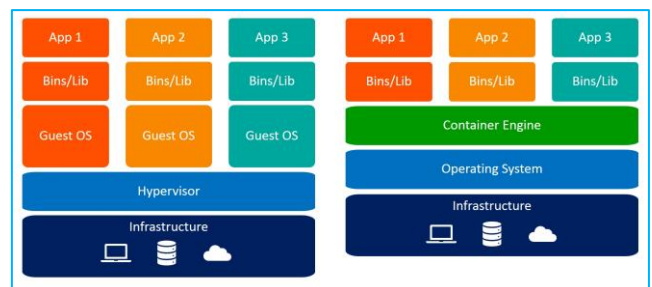 App 1 App 2 App 3
Bins/Lib Bins/Lib Bins/Lib
Guest OS Guest OS Guest OS
Hypervisor
Infrastructure
App 1 App 2 App 3
Bins/Lib Bins/Lib Bins/Lib
Container Engine
Operating System
Infrastructure